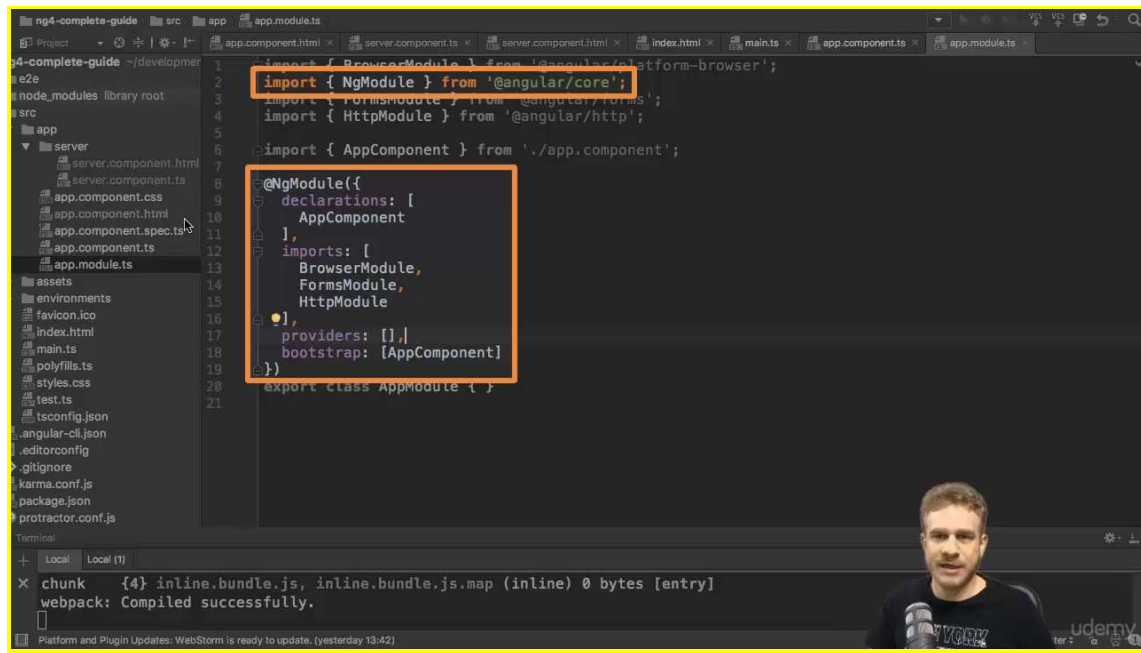 ng4-complete-guide src app app.module.ts
Project
app.component.html × server.component.ts × server.component.html × index.html × main.ts × app.component.ts × app.module.ts ×
g4-complete-guide ~/developmer
e2e
node_modules library root
src
app
server
server.component.html
server.component.ts
app.component.css
app.component.html
app.component.spec.ts
app.component.ts
app.module.ts
assets
environments
favicon.ico
index.html
main.ts
polyfills.ts
styles.css
test.ts
tsconfig.json
.angular-cli.json
.editorconfig
.gitignore
karma.conf.js
package.json
protractor.conf.js
1 import { BrowserModule } from '@angular/platform-browser';
2 import { NgModule } from '@angular/core';
3 import { FormsModule } from '@angular/forms';
4 import { HttpModule } from '@angular/http';
5
6 import { AppComponent } from './app.component';
7
8 @NgModule({
9 declarations: [
10 AppComponent
11 ],
12 imports: [
13 BrowserModule,
14 FormsModule,
15 HttpModule
16 ],
17 providers: [],
18 bootstrap: [AppComponent]
19 })
20 export class AppModule { }
21
Terminal
+ Local Local (1)
× chunk {4} inline.bundle.js, inline.bundle.js.map (inline) 0 bytes [entry]
webpack: Compiled successfully.
Platform and Plugin Updates: WebStorm is ready to update. (yesterday 13:42)
YORK
udemy